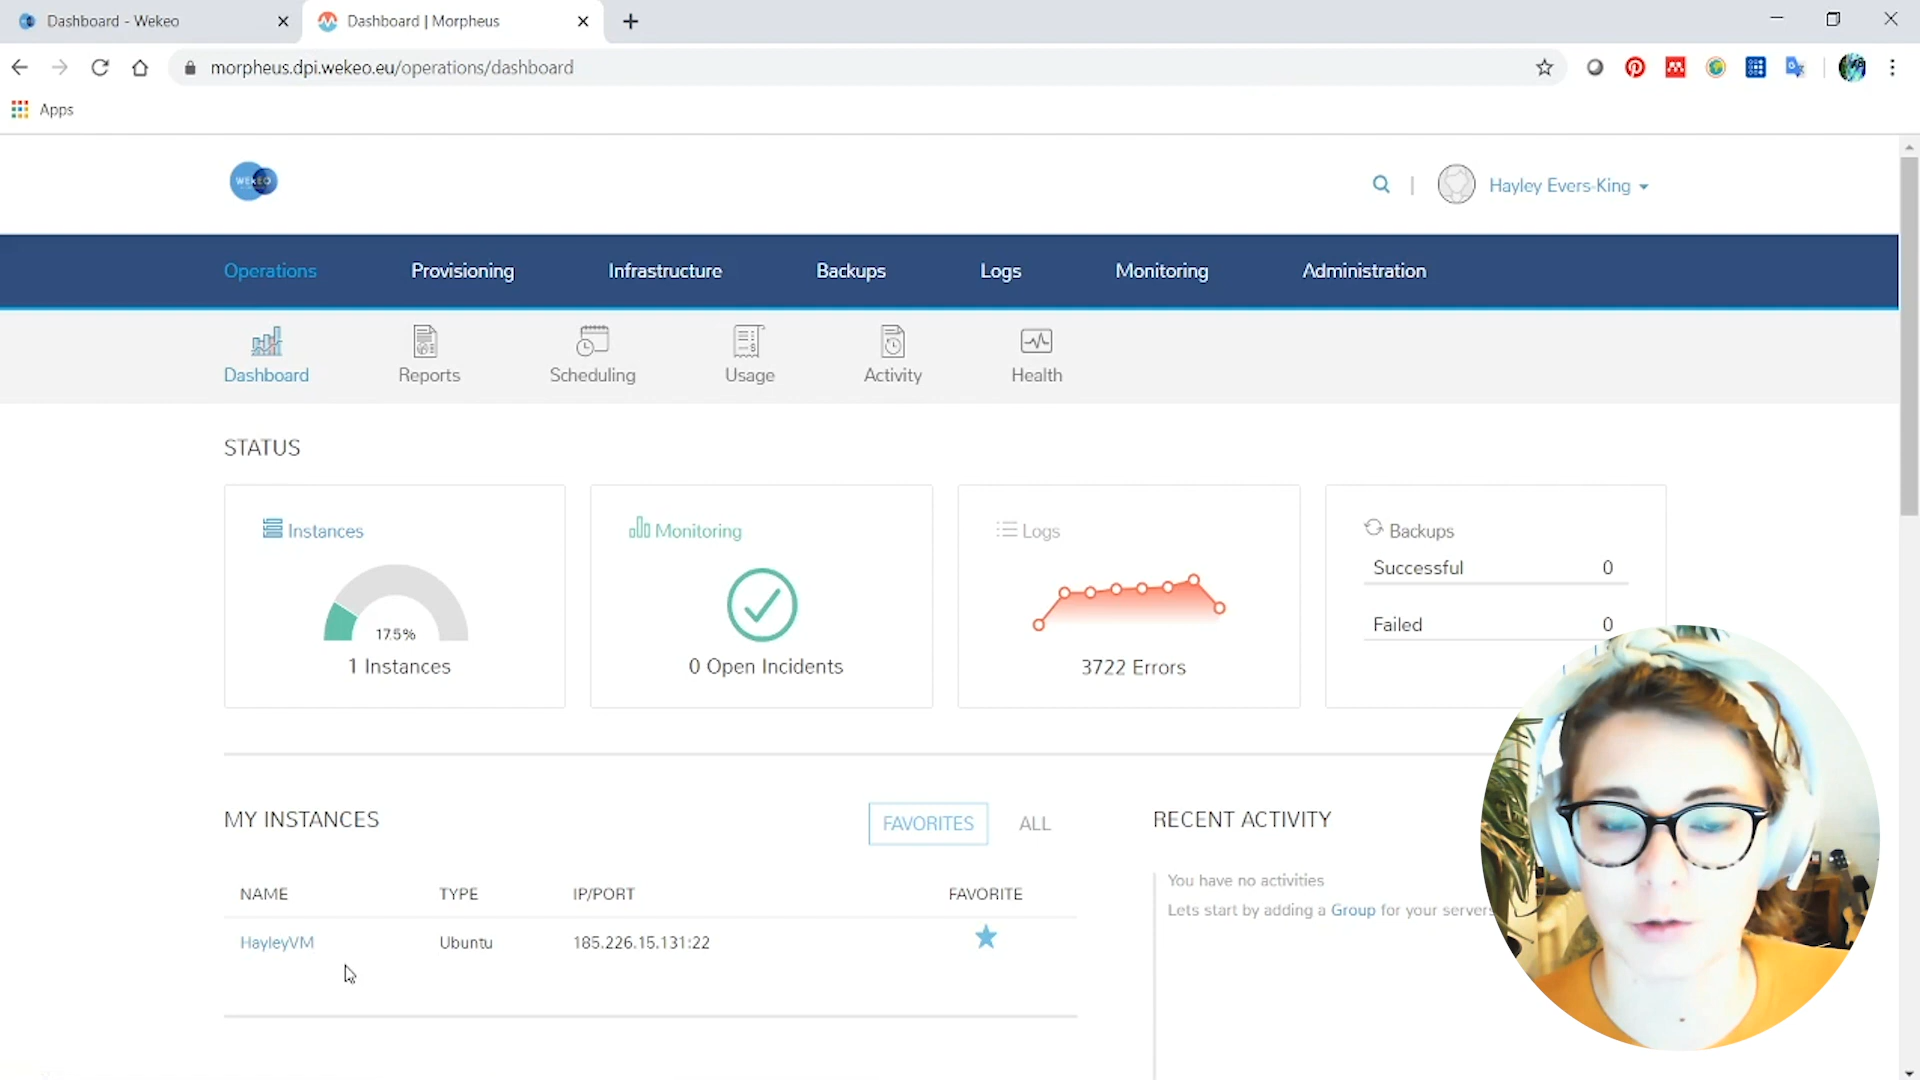 Dashboard - Wekeo
Dashboard | Morpheus
morpheus.dpi.wekeo.eu/operations/dashboard
Apps
WEKEO
Hayley Evers-King
Operations Provisioning Infrastructure Backups Logs Monitoring Administration
Dashboard Reports Scheduling Usage Activity Health
STATUS
Instances
17.5%
1 Instances
Monitoring
0 Open Incidents
Logs
3722 Errors
Backups
Successful 0
Failed 0
MY INSTANCES
FAVORITES ALL
NAME TYPE IP/PORT FAVORITE
HayleyVM Ubuntu 185.226.15.131:22
RECENT ACTIVITY
You have no activities
Lets start by adding a Group for your servers